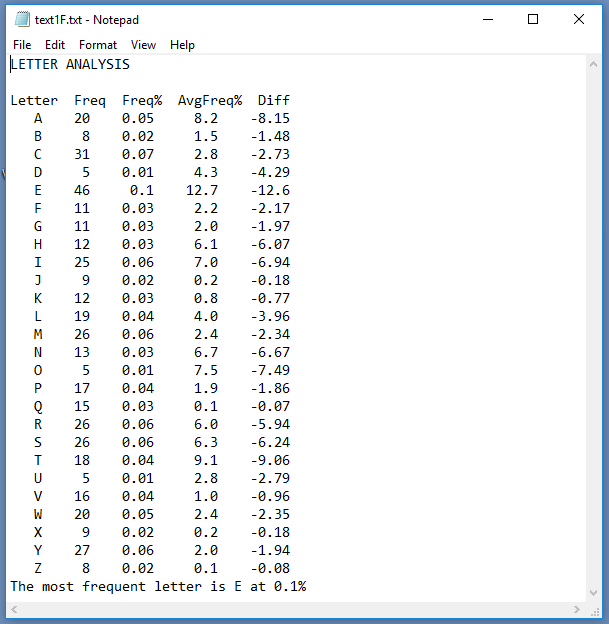 text1F.txt - Notepad
File Edit Format View Help
LETTER ANALYSIS
Letter Freq Freq% AvgFreq% Diff
A 20 0.05 8.2 -8.15
B 8 0.02 1.5 -1.48
C 31 0.07 2.8 -2.73
D 5 0.01 4.3 -4.29
E 46 0.1 12.7 -12.6
F 11 0.03 2.2 -2.17
G 11 0.03 2.0 -1.97
H 12 0.03 6.1 -6.07
I 25 0.06 7.0 -6.94
J 9 0.02 0.2 -0.18
K 12 0.03 0.8 -0.77
L 19 0.04 4.0 -3.96
M 26 0.06 2.4 -2.34
N 13 0.03 6.7 -6.67
O 5 0.01 7.5 -7.49
P 17 0.04 1.9 -1.86
Q 15 0.03 0.1 -0.07
R 26 0.06 6.0 -5.94
S 26 0.06 6.3 -6.24
T 18 0.04 9.1 -9.06
U 5 0.01 2.8 -2.79
V 16 0.04 1.0 -0.96
W 20 0.05 2.4 -2.35
X 9 0.02 0.2 -0.18
Y 27 0.06 2.0 -1.94
Z 8 0.02 0.1 -0.08
The most frequent letter is E at 0.1%